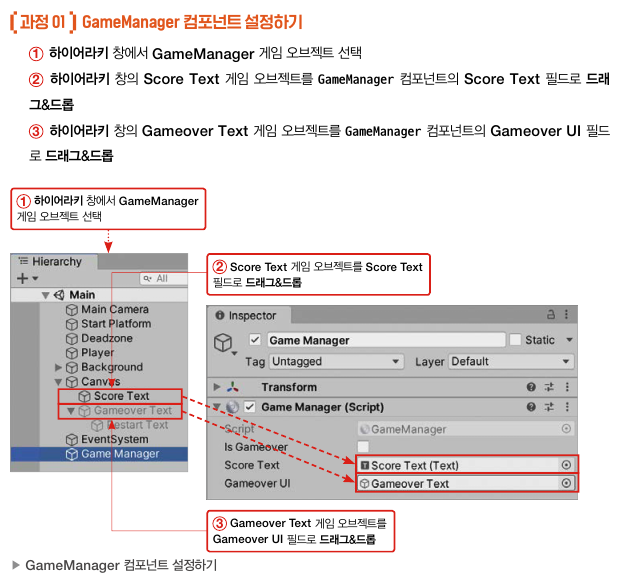 [과정 01] GameManager 컴포넌트 설정하기
① 하이어라키 창에서 GameManager 게임 오브젝트 선택
② 하이어라키 창의 Score Text 게임 오브젝트를 GameManager 컴포넌트의 Score Text 필드로 드래
그&드롭
③ 하이어라키 창의 Gameover Text 게임 오브젝트를 GameManager 컴포넌트의 Gameover UI 필드
로 드래그&드롭
① 하이어라키 창에서 GameManager
게임 오브젝트 선택
Hierarchy
All
Main
Main Camera
Start Platform
Deadzone
Player
Background
Canvas
Score Text
Gameover Text
Restart Text
EventSystem
Game Manager
② Score Text 게임 오브젝트를 Score Text
필드로 드래그&드롭
Inspector
Game Manager Static
Tag Untagged Layer Default
Transform
Game Manager (Script)
Script GameManager
Is Gameover
Score Text Score Text (Text)
Gameover UI Gameover Text
③ Gameover Text 게임 오브젝트를
Gameover UI 필드로 드래그&드롭
▶ GameManager 컴포넌트 설정하기